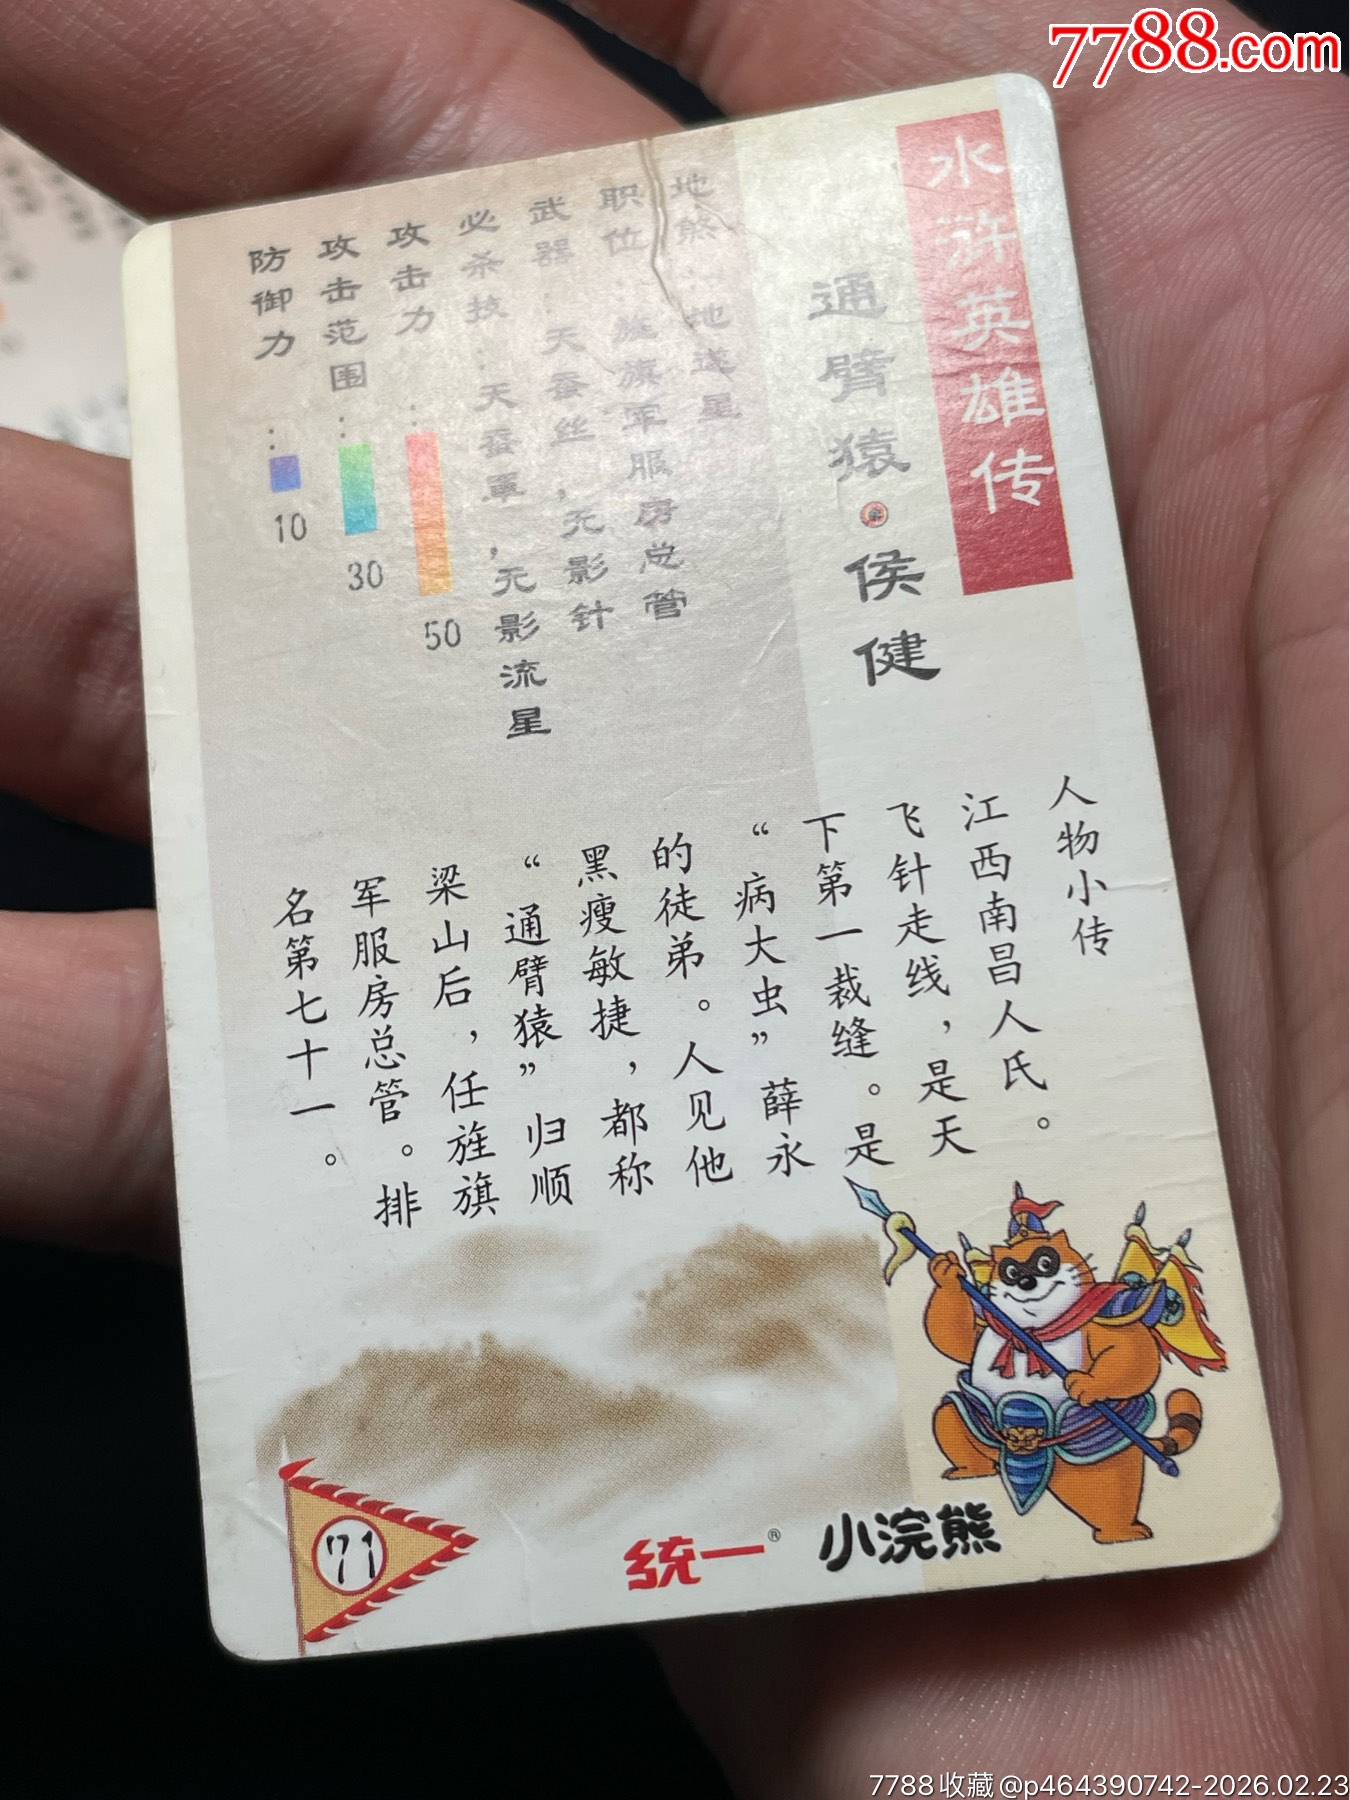 7788.com
水浒英雄传
通臂猿·侯健
地煞:地遂星
职位:旌旗军服房总管
武器:天蚕丝,无影针
必杀技:天蚕軍,无影流星
攻击力:50
攻击范围:30
防御力:10
人物小传
江西南昌人氏。
飞针走线,是天
下第一裁缝。是
“病大虫”薛永
的徒弟。人见他
黑瘦敏捷,都称
“通臂猿”归顺
梁山后,任旌旗
军服房总管。排
名第七十一。
71
统一®
小浣熊
7788收藏@p464390742-2026.02.23